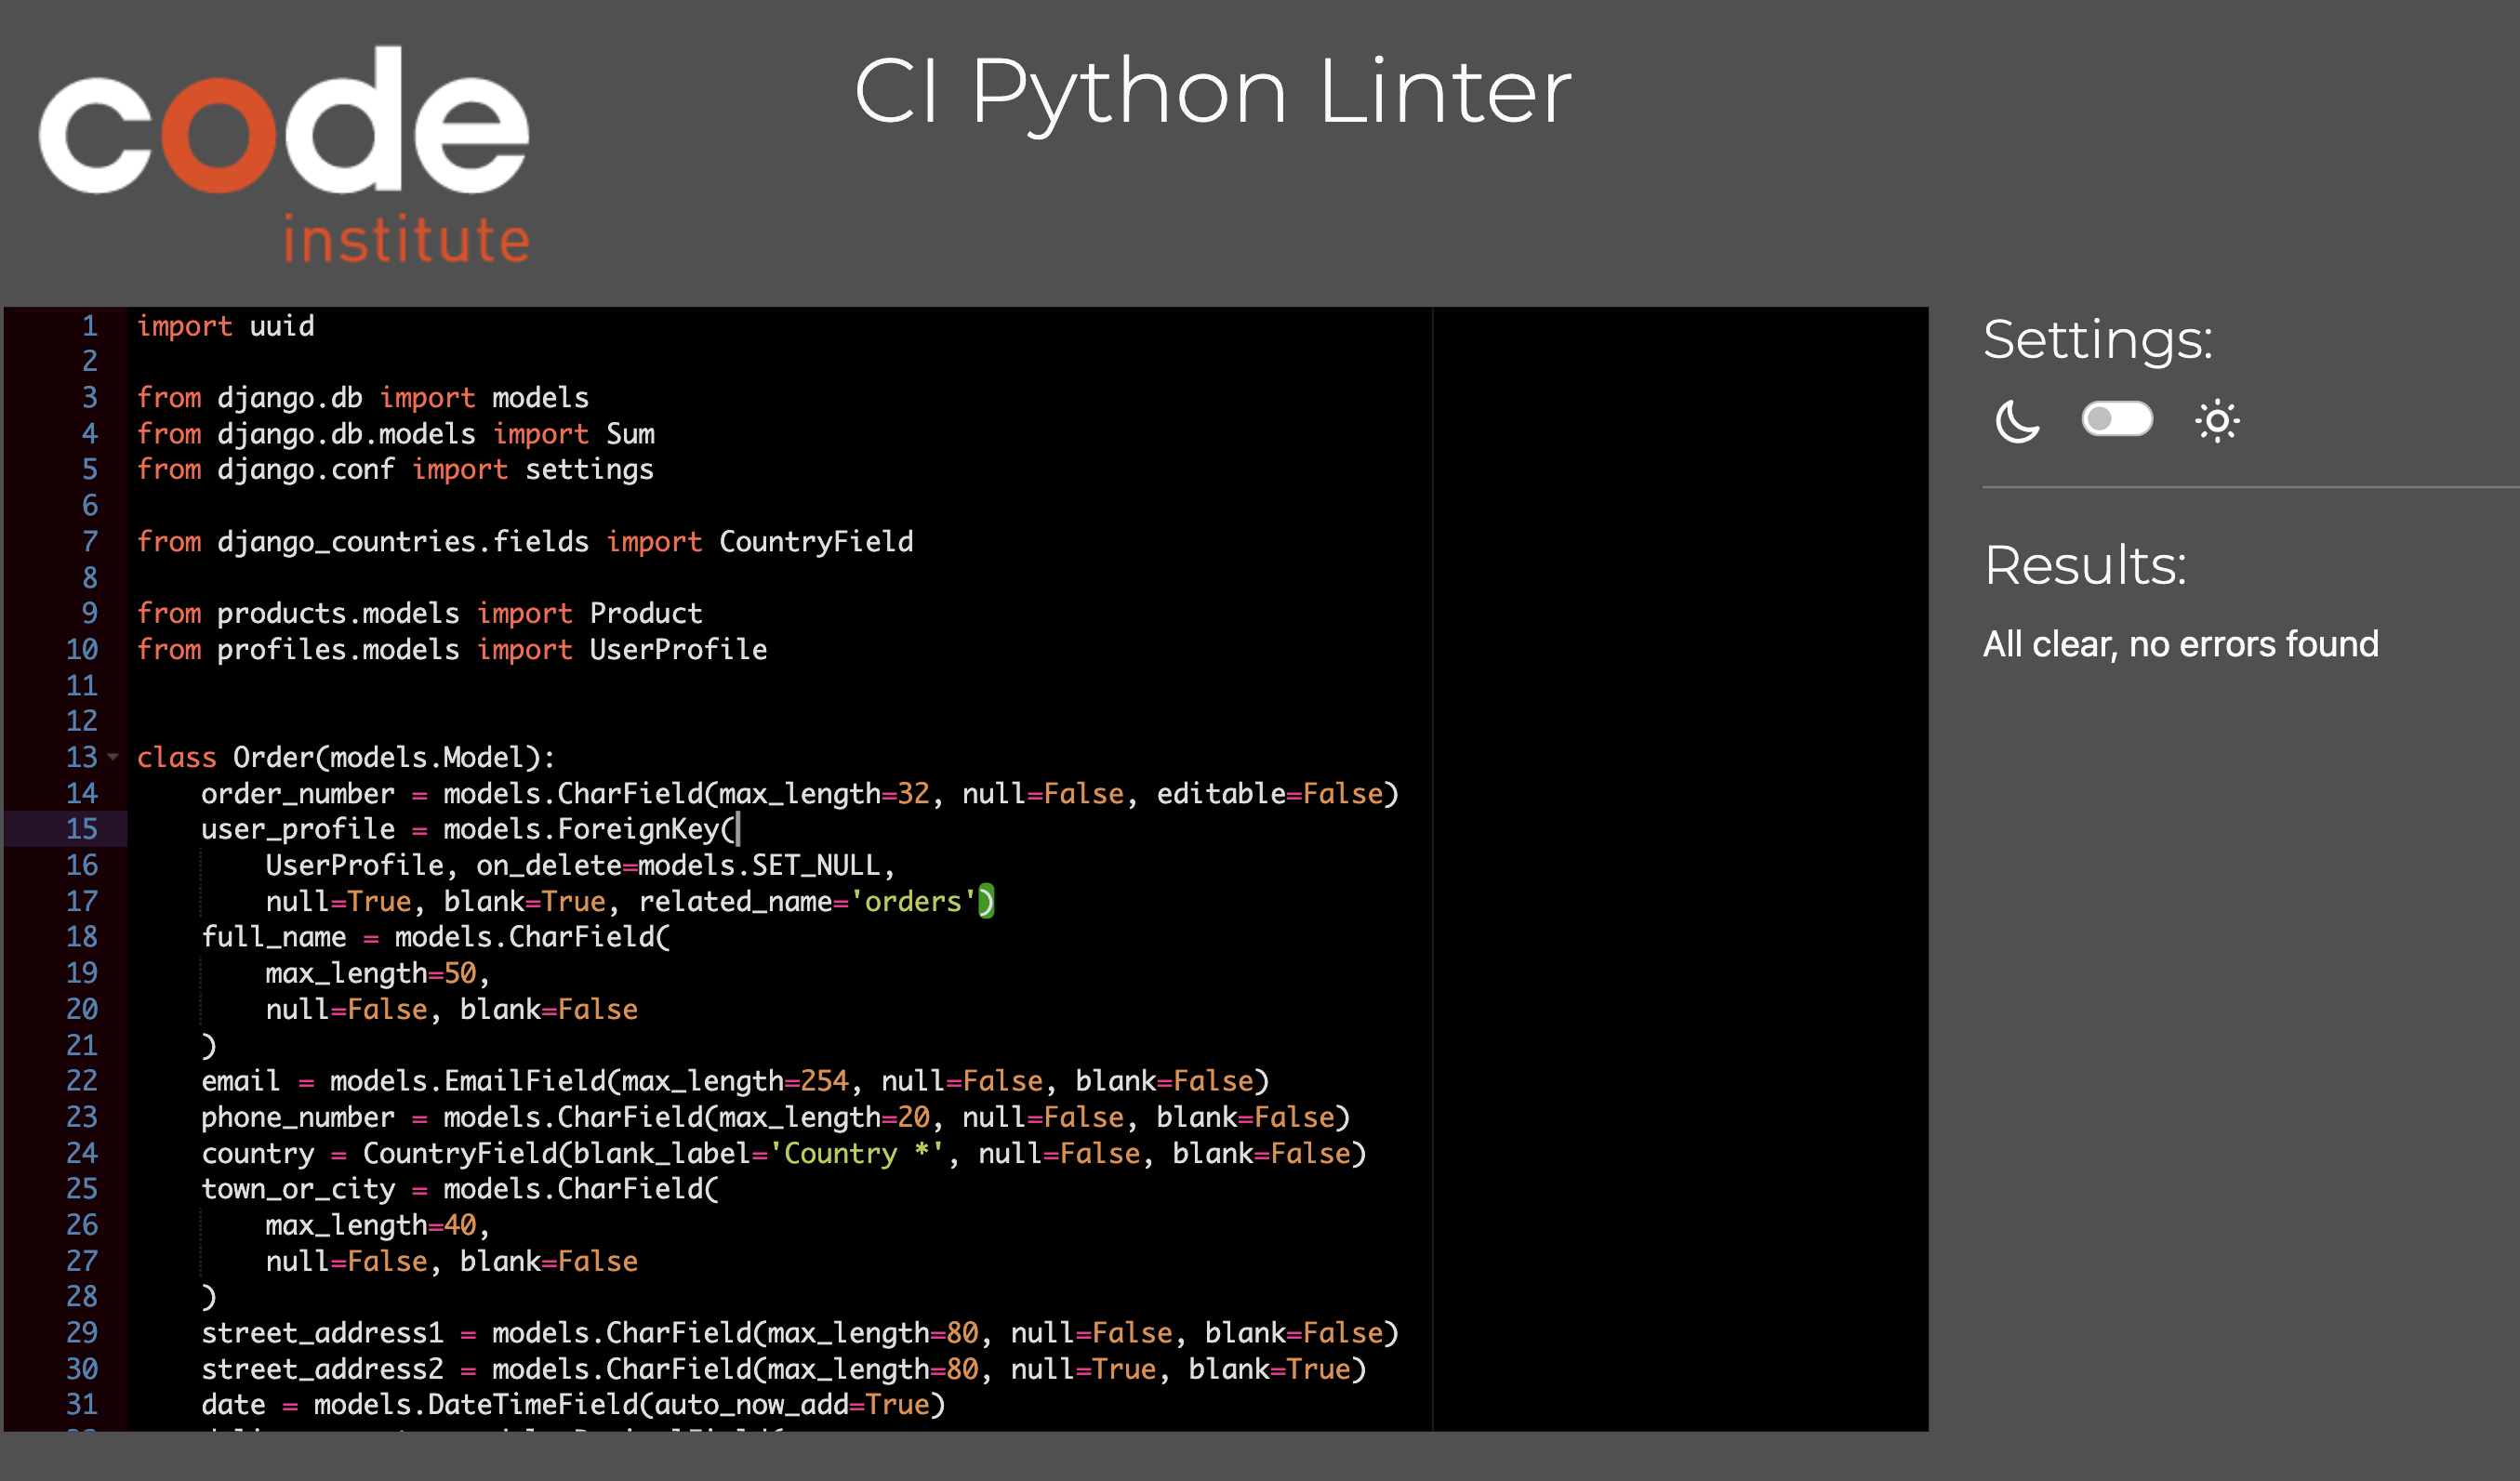 code
institute
CI Python Linter
1 import uuid
2
3 from django.db import models
4 from django.db.models import Sum
5 from django.conf import settings
6
7 from django_countries.fields import CountryField
8
9 from products.models import Product
10 from profiles.models import UserProfile
11
12
13 class Order(models.Model):
14     order_number = models.CharField(max_length=32, null=False, editable=False)
15     user_profile = models.ForeignKey(
16         UserProfile, on_delete=models.SET_NULL,
17         null=True, blank=True, related_name='orders')
18     full_name = models.CharField(
19         max_length=50,
20         null=False, blank=False
21     )
22     email = models.EmailField(max_length=254, null=False, blank=False)
23     phone_number = models.CharField(max_length=20, null=False, blank=False)
24     country = CountryField(blank_label='Country *', null=False, blank=False)
25     town_or_city = models.CharField(
26         max_length=40,
27         null=False, blank=False
28     )
29     street_address1 = models.CharField(max_length=80, null=False, blank=False)
30     street_address2 = models.CharField(max_length=80, null=True, blank=True)
31     date = models.DateTimeField(auto_now_add=True)
Settings:
Results:
All clear, no errors found